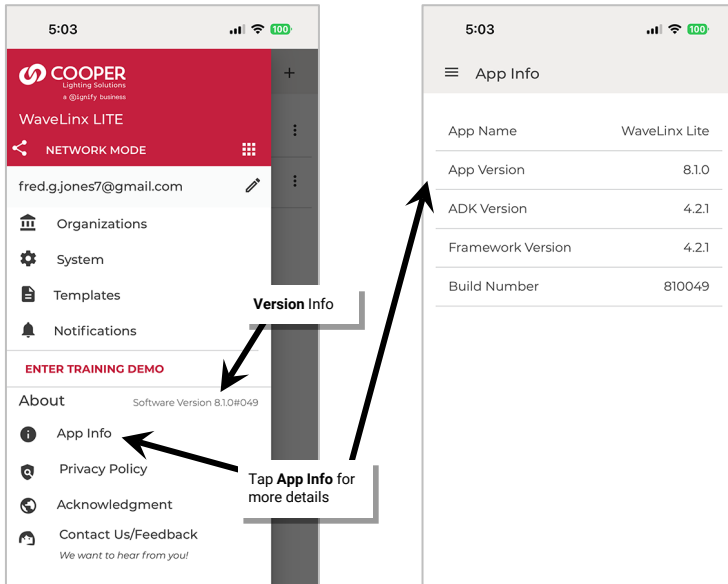 5:03
100
COOPER
Lighting Solutions
a Signify business
WaveLinx LITE
NETWORK MODE
+
fred.g.jones7@gmail.com
Organizations
System
Templates
Notifications
ENTER TRAINING DEMO
About
Software Version 8.1.0#049
App Info
Privacy Policy
Acknowledgment
Contact Us/Feedback
We want to hear from you!
Version Info
Tap App Info for
more details
5:03
100
App Info
App Name WaveLinx Lite
App Version 8.1.0
ADK Version 4.2.1
Framework Version 4.2.1
Build Number 810049